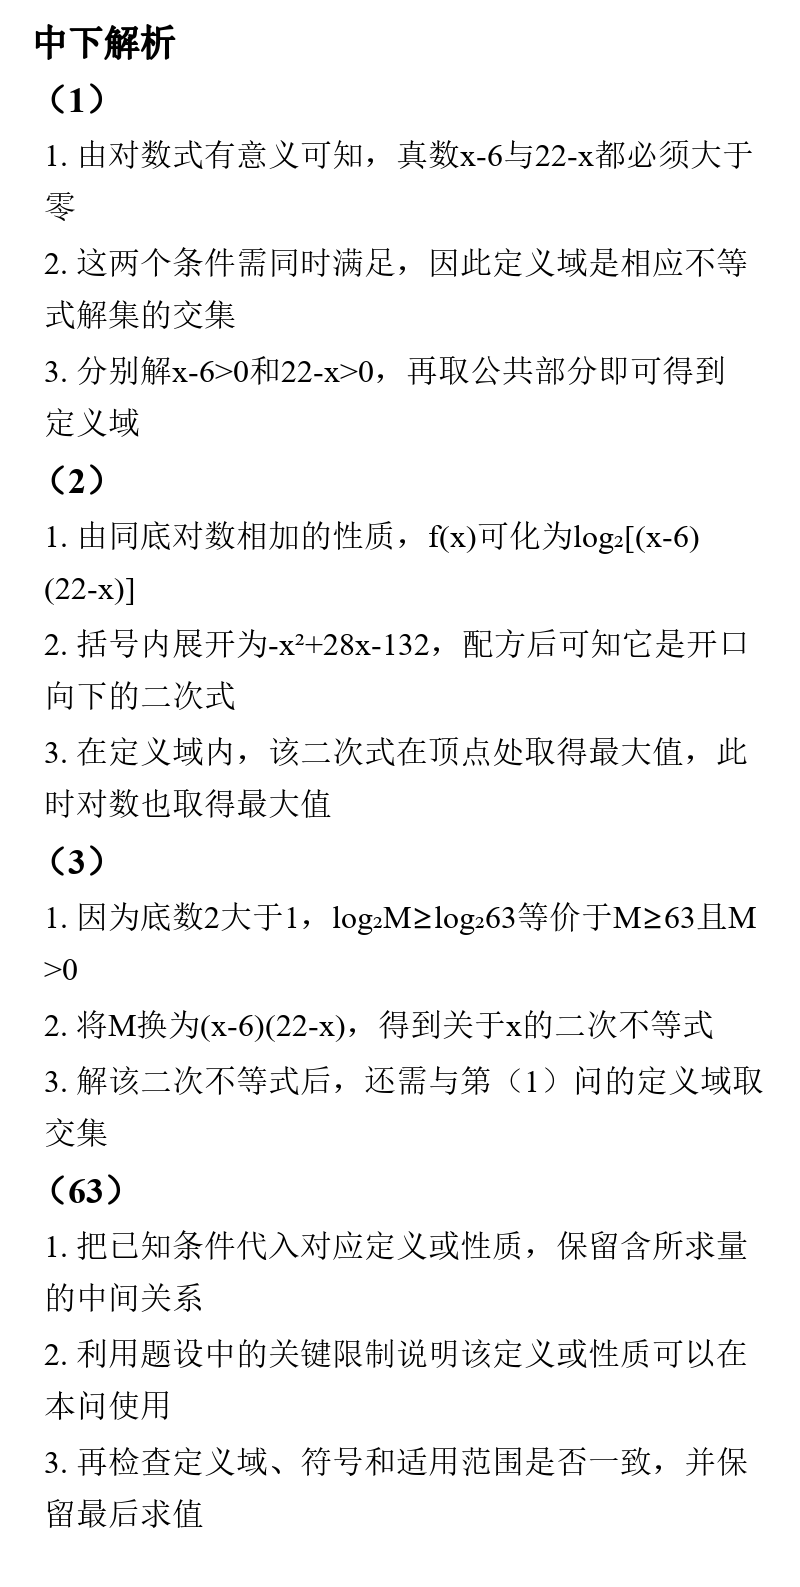 中下解析
（1）
1. 由对数式有意义可知，真数x-6与22-x都必须大于
零
2. 这两个条件需同时满足，因此定义域是相应不等
式解集的交集
3. 分别解x-6>0和22-x>0，再取公共部分即可得到
定义域
（2）
1. 由同底对数相加的性质，f(x)可化为log₂[(x-6)
(22-x)]
2. 括号内展开为-x²+28x-132，配方后可知它是开口
向下的二次式
3. 在定义域内，该二次式在顶点处取得最大值，此
时对数也取得最大值
（3）
1. 因为底数2大于1，log₂M≥log₂63等价于M≥63且M
>0
2. 将M换为(x-6)(22-x)，得到关于x的二次不等式
3. 解该二次不等式后，还需与第（1）问的定义域取
交集
（63）
1. 把已知条件代入对应定义或性质，保留含所求量
的中间关系
2. 利用题设中的关键限制说明该定义或性质可以在
本问使用
3. 再检查定义域、符号和适用范围是否一致，并保
留最后求值